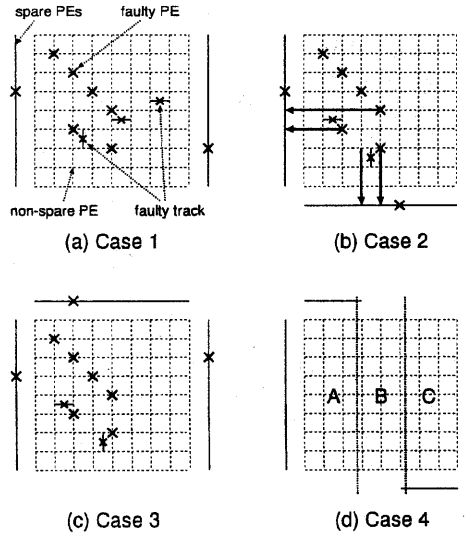 spare PEs
faulty PE
non-spare PE
faulty track
(a) Case 1
(b) Case 2
(c) Case 3
A
B
C
(d) Case 4